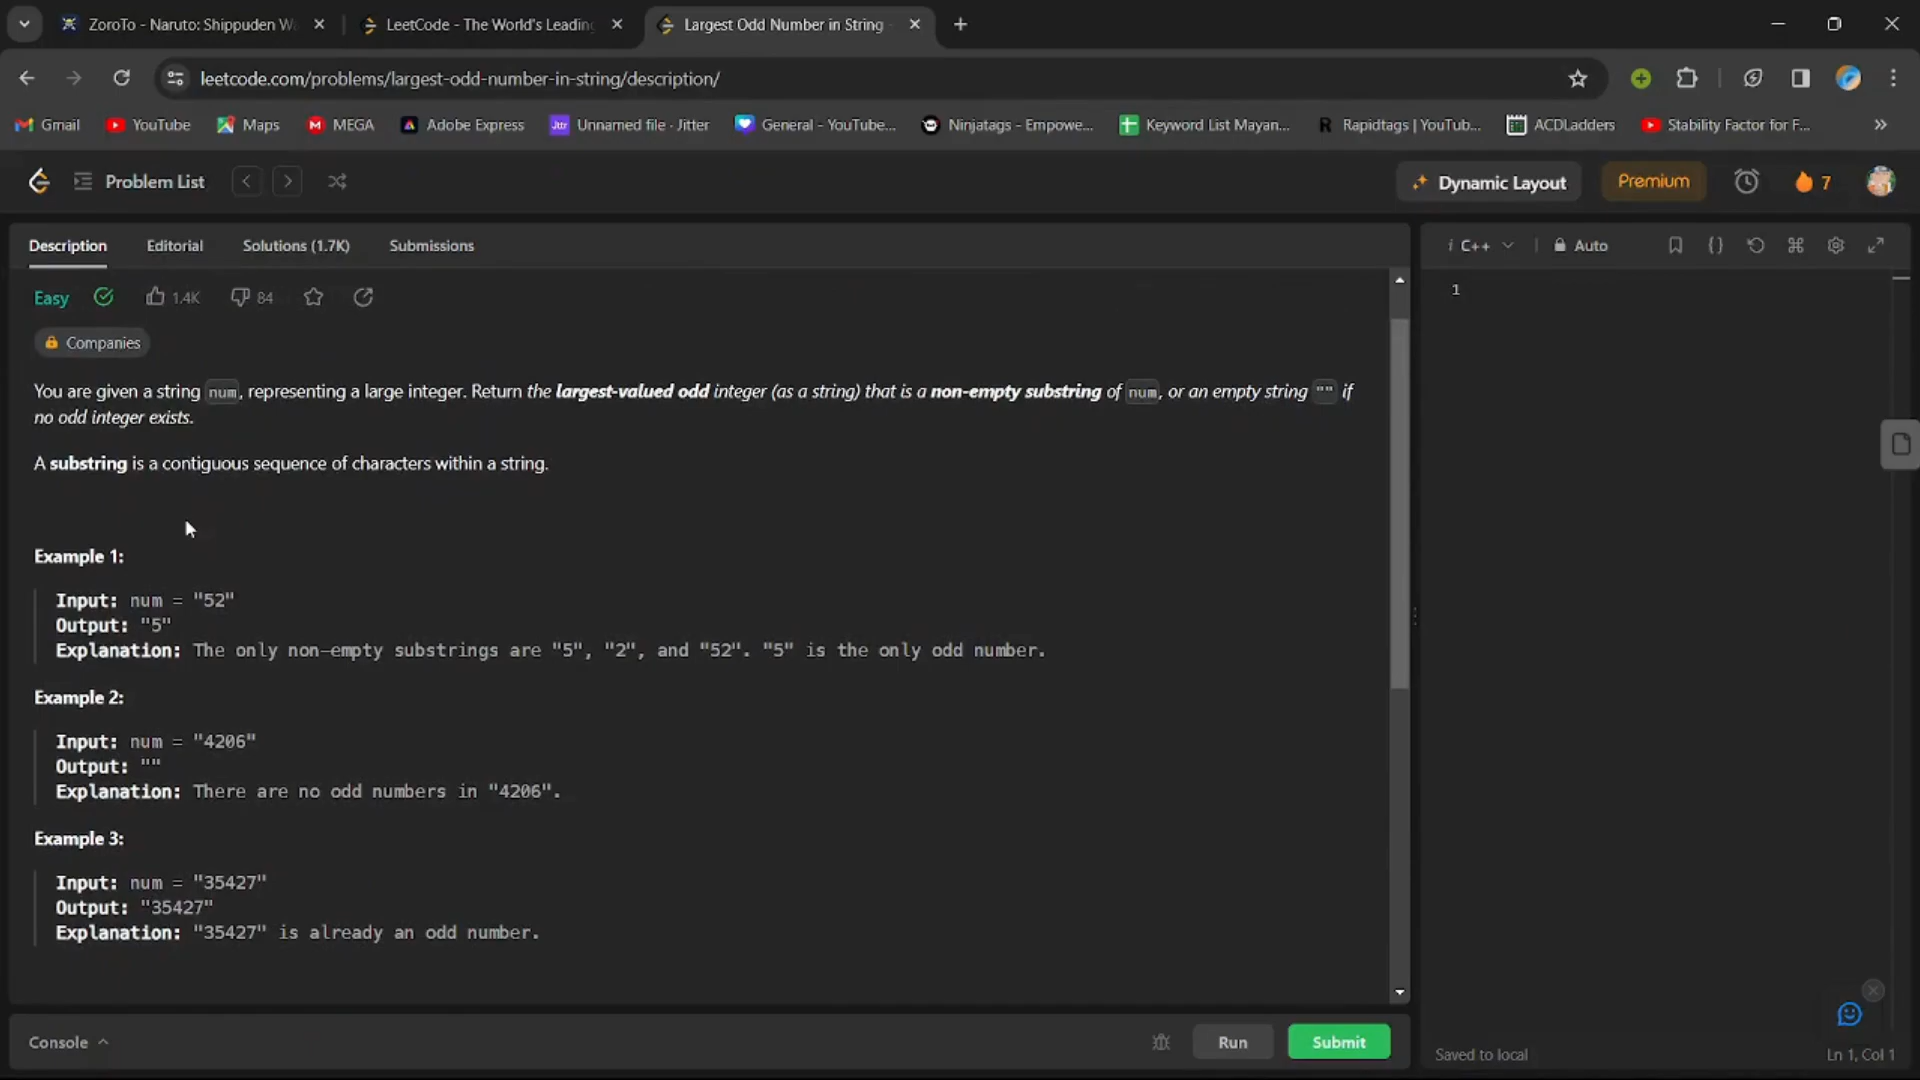 ZoroTo - Naruto: Shippuden W
LeetCode - The World's Leading
Largest Odd Number in String
leetcode.com/problems/largest-odd-number-in-string/description/
Gmail
YouTube
Maps
MEGA
Adobe Express
Unnamed file · Jitter
General - YouTube...
Ninjatags - Empowe...
Keyword List Mayan...
Rapidtags | YouTub...
ACDLadders
Stability Factor for F...
Problem List
Dynamic Layout
Premium
7
Description
Editorial
Solutions (1.7K)
Submissions
i C++
Auto
Easy
1.4K
84
1
Companies
You are given a string num, representing a large integer. Return the largest-valued odd integer (as a string) that is a non-empty substring of num, or an empty string "" if
no odd integer exists.
A substring is a contiguous sequence of characters within a string.
Example 1:
Input: num = "52"
Output: "5"
Explanation: The only non-empty substrings are "5", "2", and "52". "5" is the only odd number.
Example 2:
Input: num = "4206"
Output: ""
Explanation: There are no odd numbers in "4206".
Example 3:
Input: num = "35427"
Output: "35427"
Explanation: "35427" is already an odd number.
Console
Run
Submit
Saved to local
Ln 1, Col 1